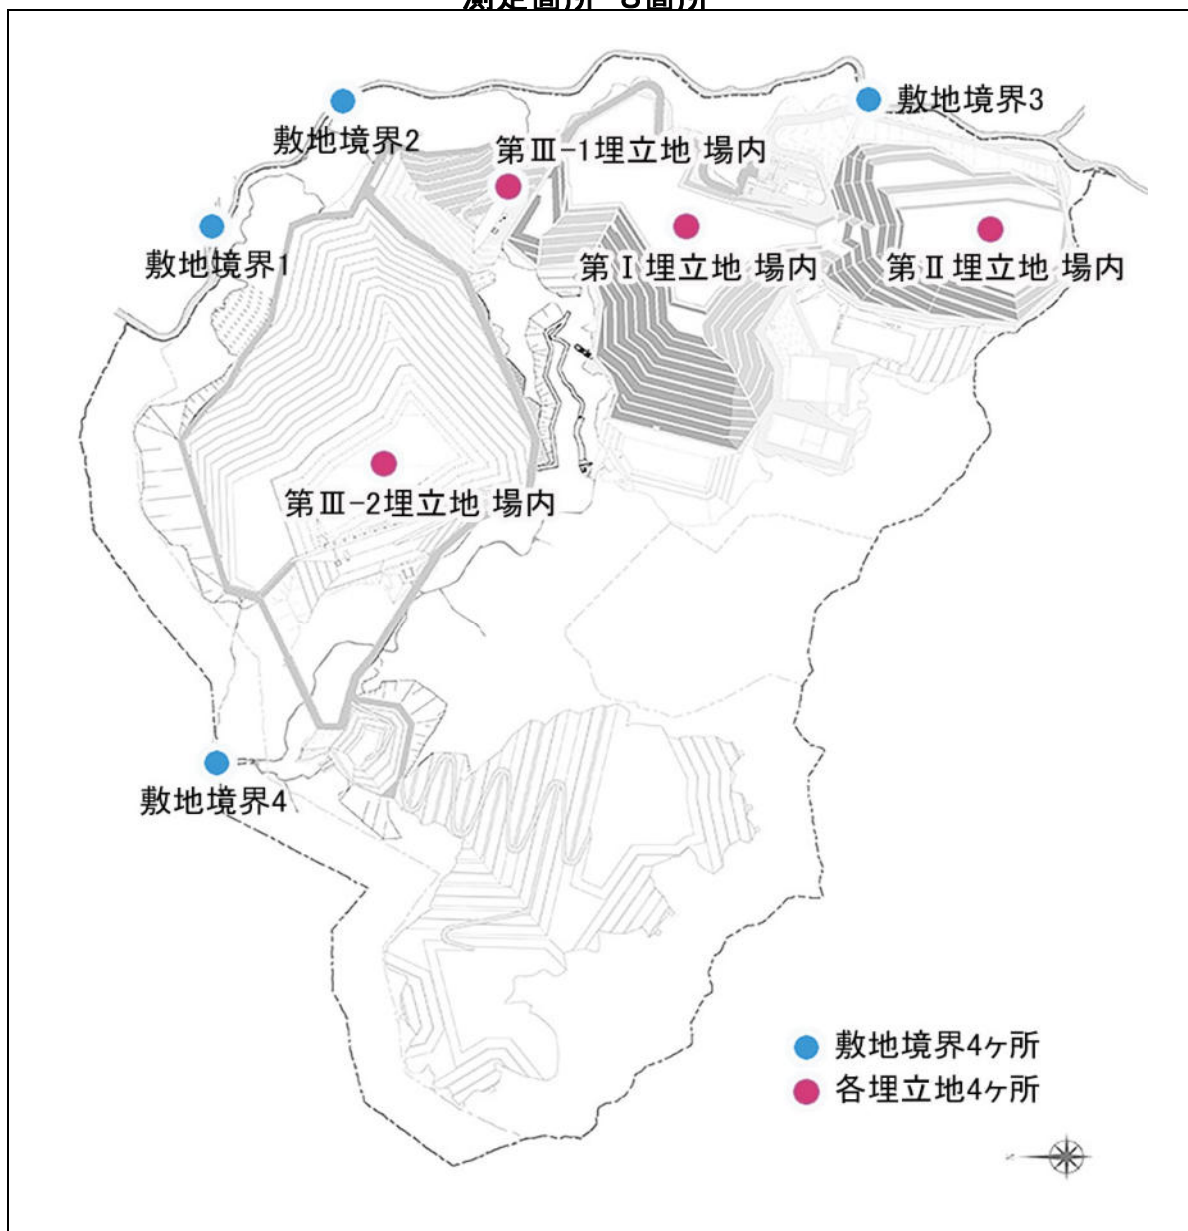 敷地境界3
敷地境界2
第Ⅲ-1埋立地 場内
敷地境界1
第Ⅰ埋立地 場内
第Ⅱ埋立地 場内
第Ⅲ-2埋立地 場内
敷地境界4
敷地境界4ヶ所
各埋立地4ヶ所